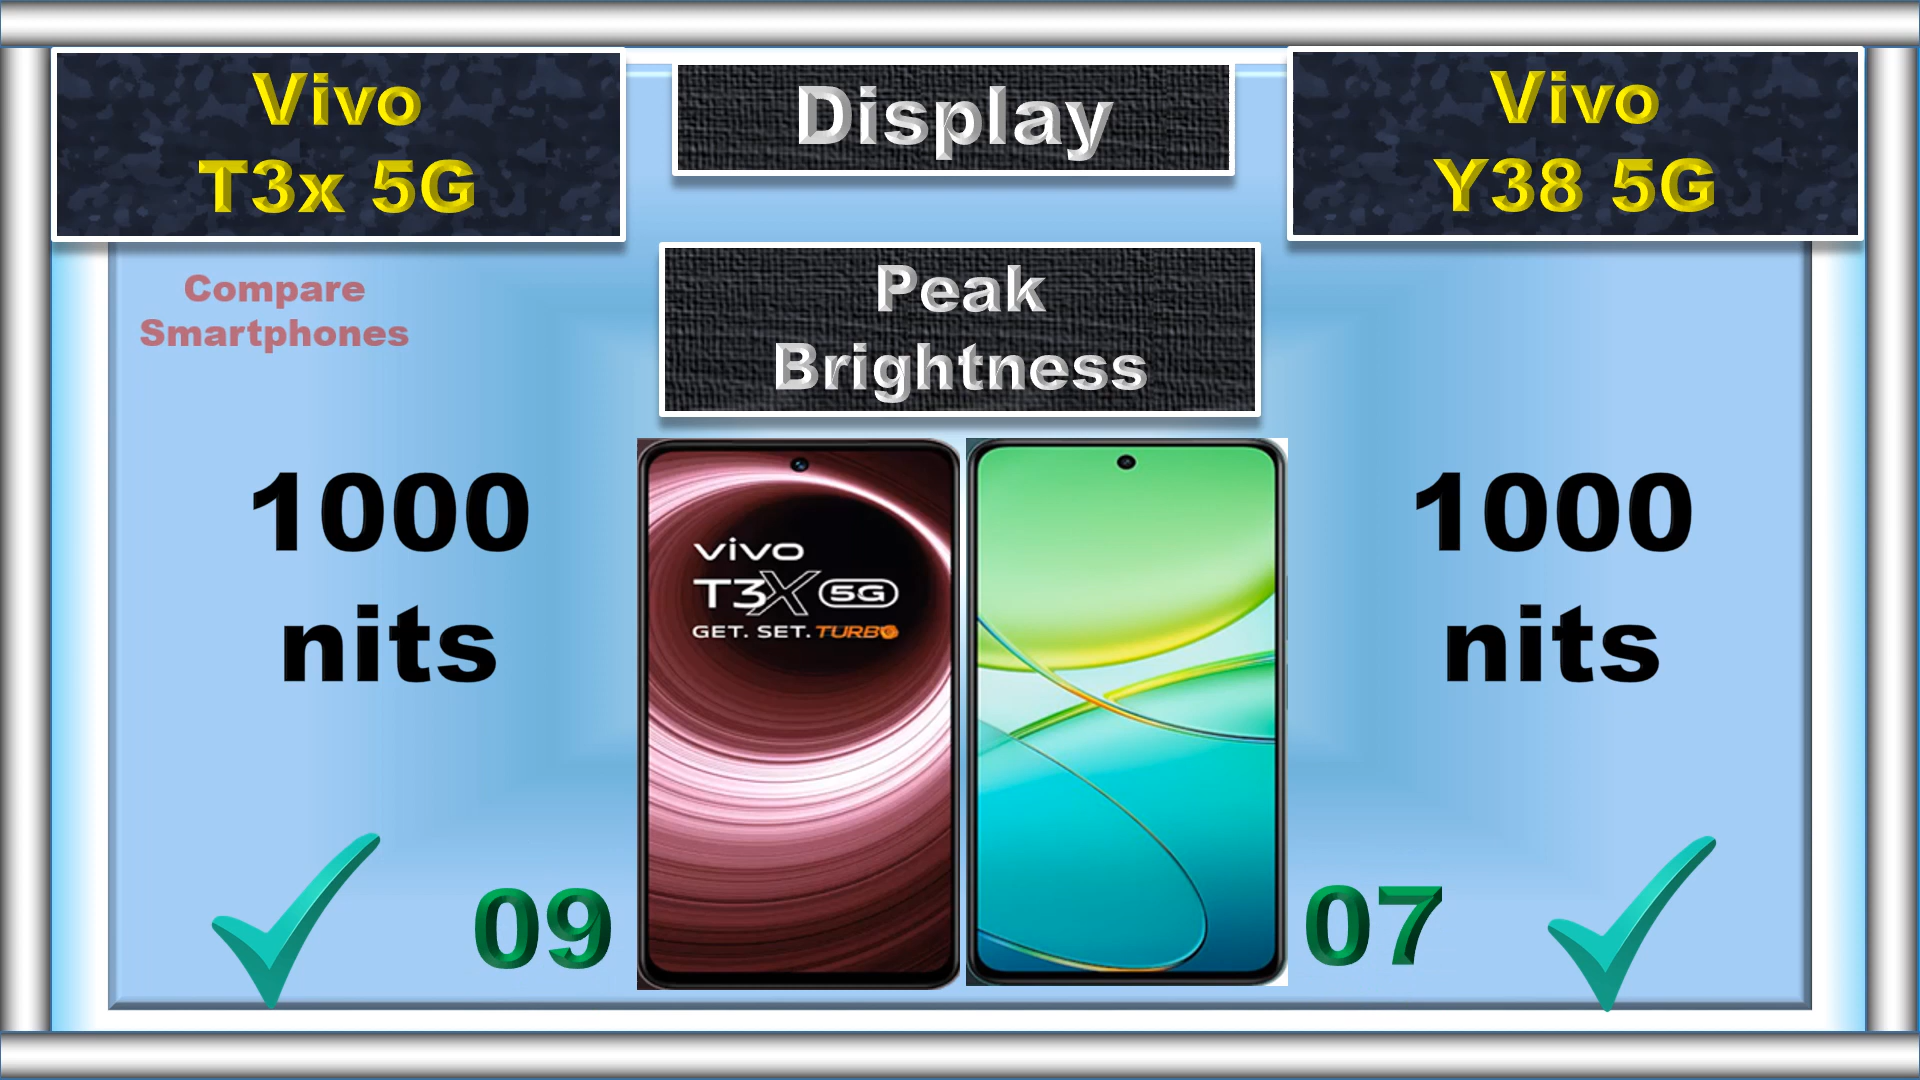 Vivo
T3x 5G
Display
Vivo
Y38 5G
Compare
Smartphones
Peak
Brightness
1000
nits
vivo
T3X 5G
GET. SET. TURBO
1000
nits
09
07